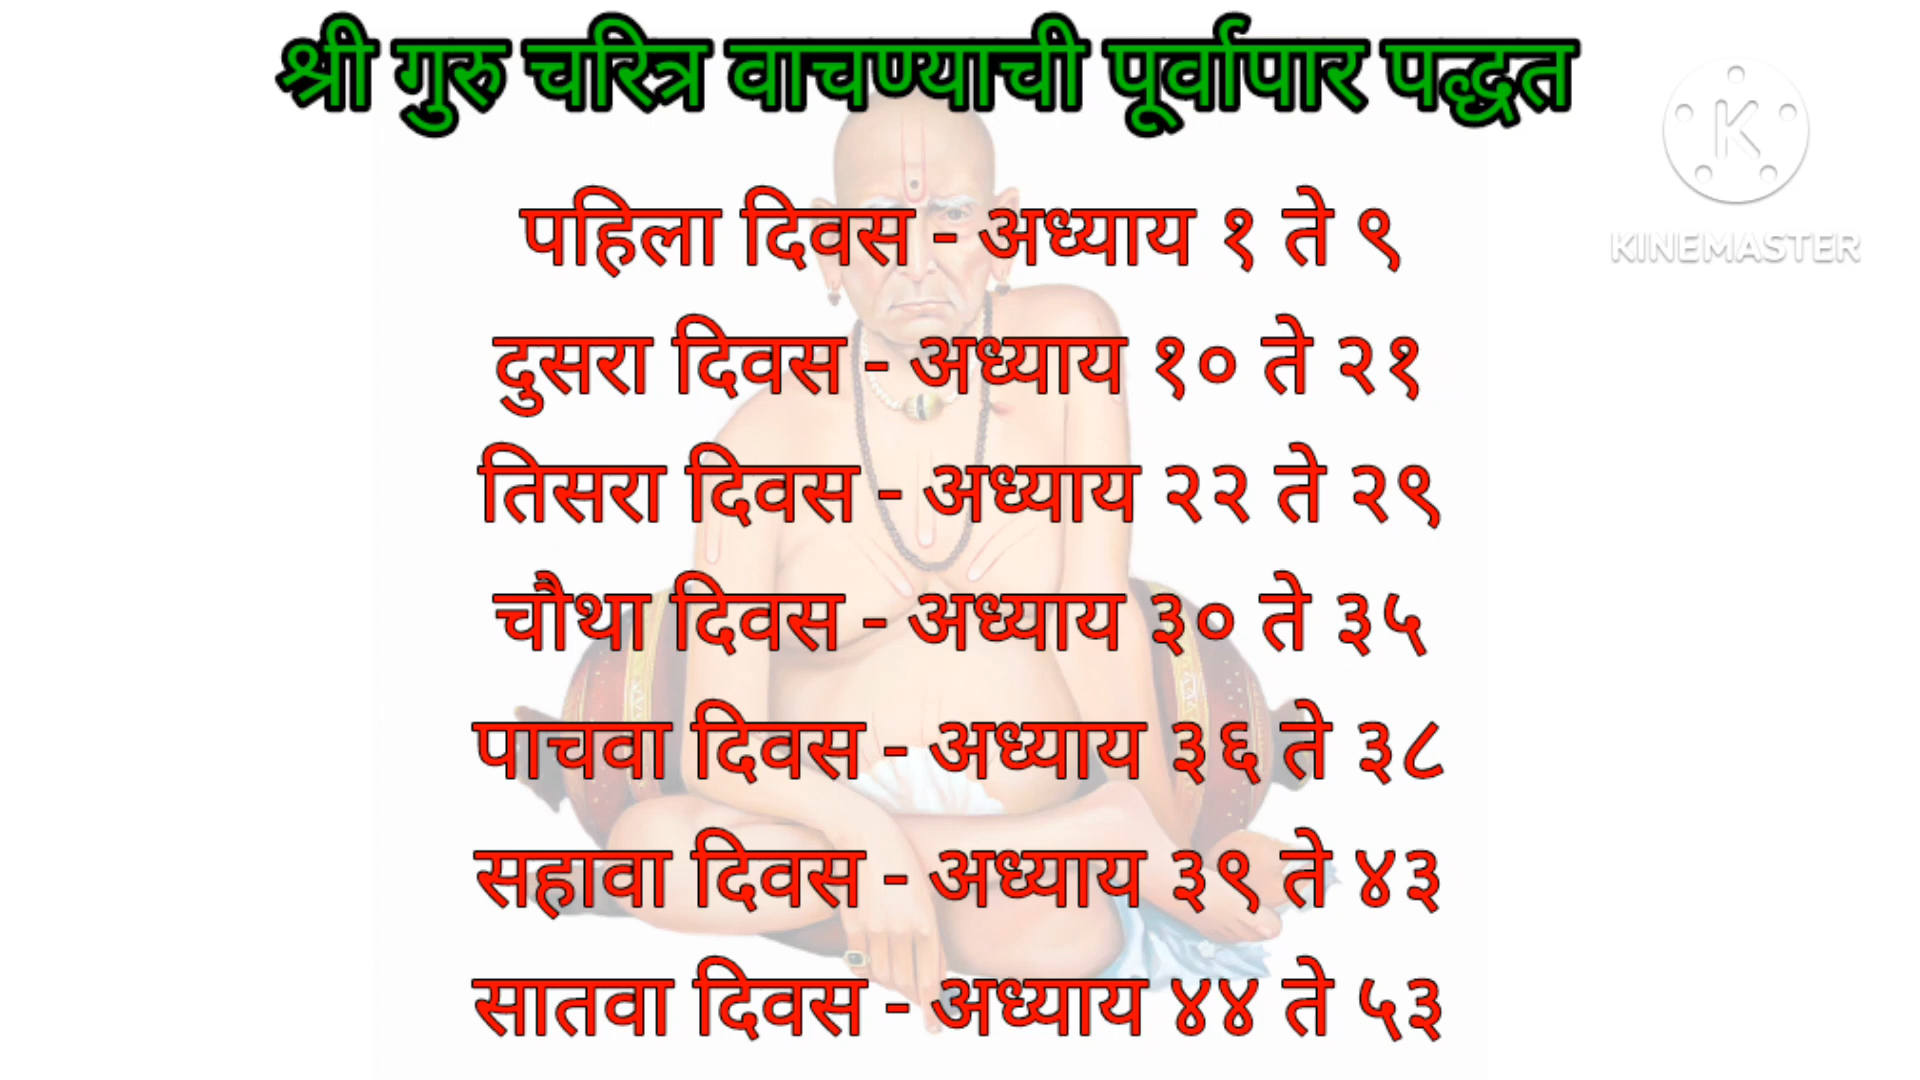 श्री गुरु चरित्र वाचण्याची पूर्वापार पद्धत
KINEMASTER
पहिला दिवस - अध्याय १ ते ९
दुसरा दिवस - अध्याय १० ते २१
तिसरा दिवस - अध्याय २२ ते २९
चौथा दिवस - अध्याय ३० ते ३५
पाचवा दिवस - अध्याय ३६ ते ३८
सहावा दिवस - अध्याय ३९ ते ४३
सातवा दिवस - अध्याय ४४ ते ५३